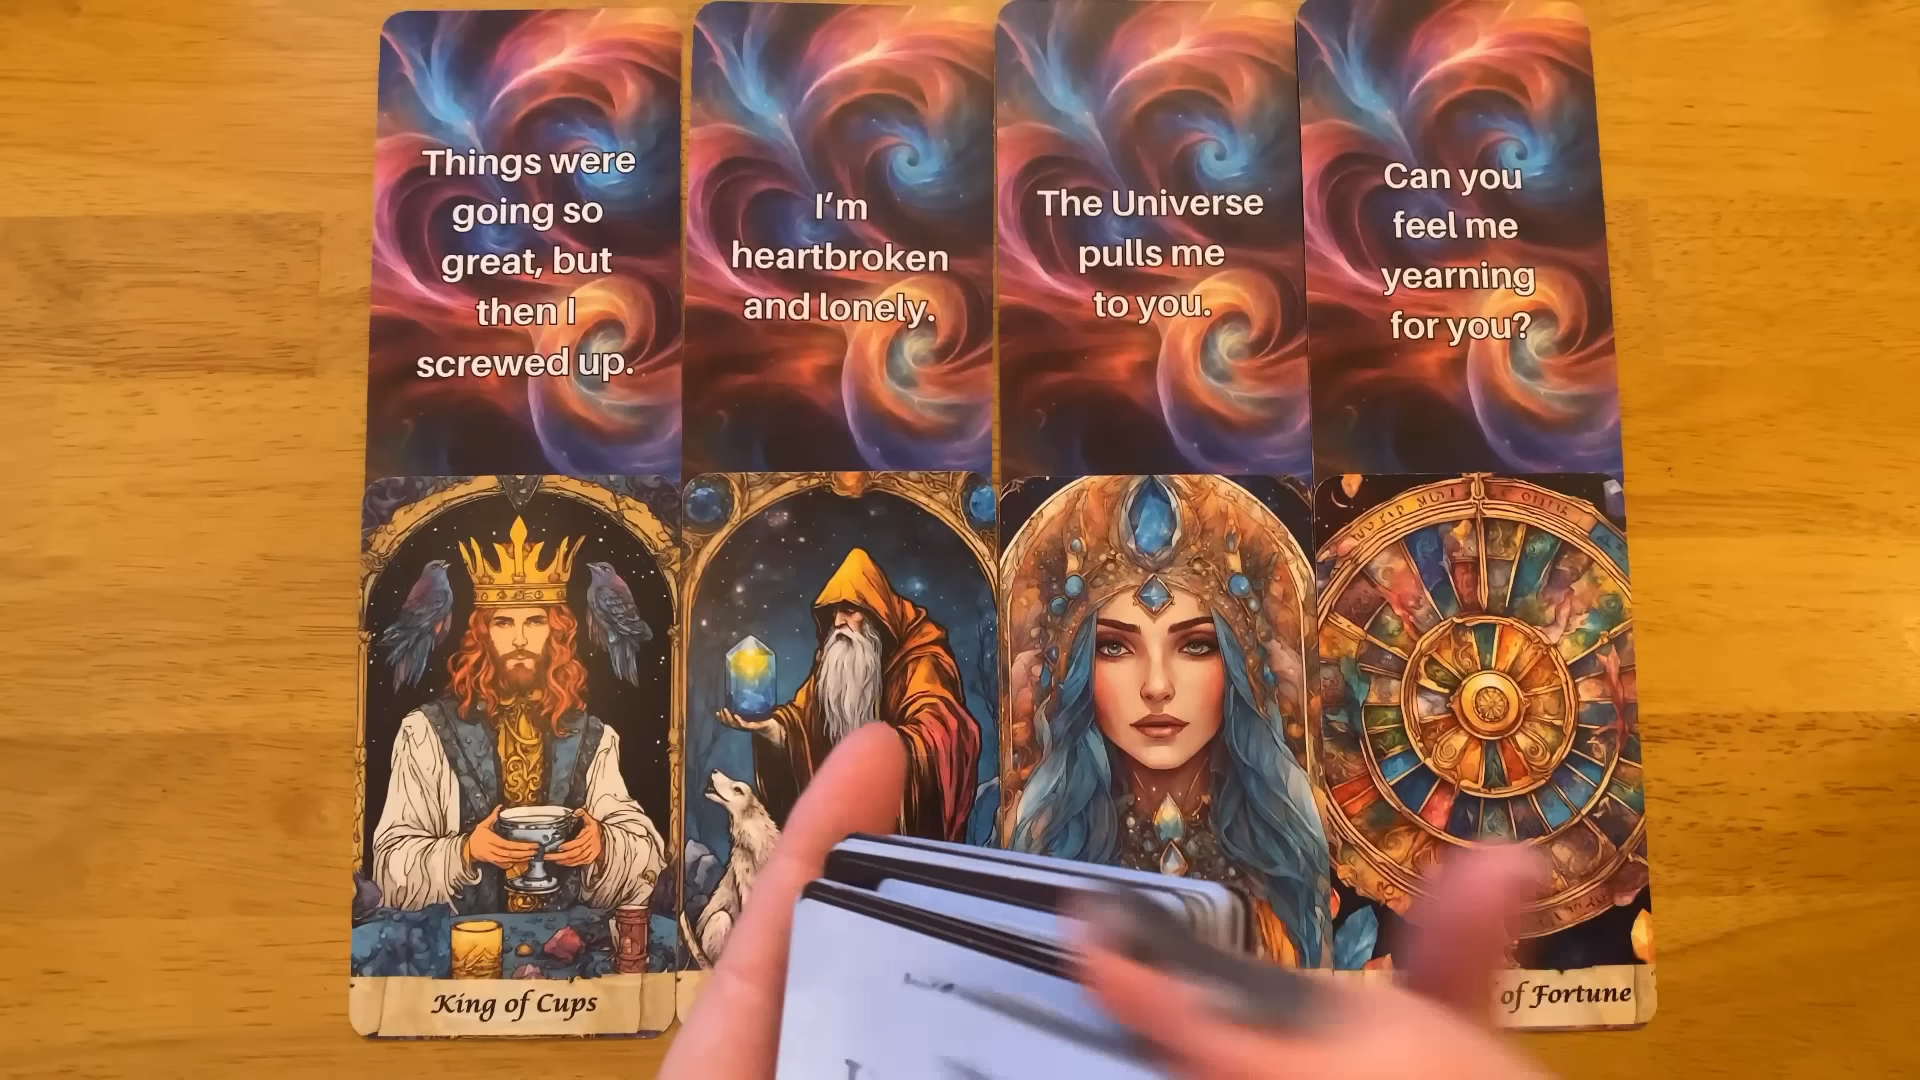 Things were
going so
great, but
then I
screwed up.
I'm
heartbroken
and lonely.
The Universe
pulls me
to you.
Can you
feel me
yearning
for you?
King of Cups
of Fortune